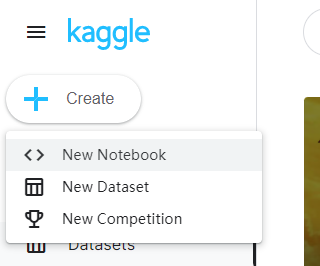 kaggle
Create
New Notebook
New Dataset
New Competition
Datasets